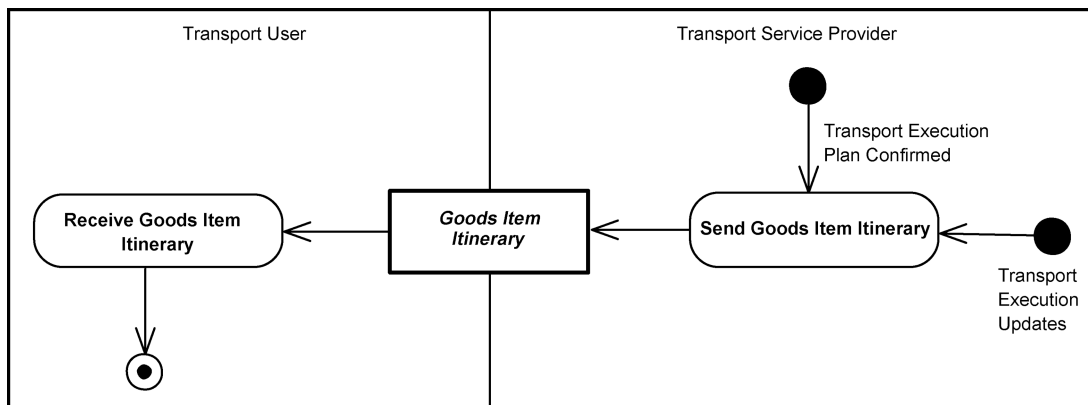 Transport User
Transport Service Provider
Transport Execution
Plan Confirmed
Receive Goods Item
Itinerary
Goods Item
Itinerary
Send Goods Item Itinerary
Transport
Execution
Updates